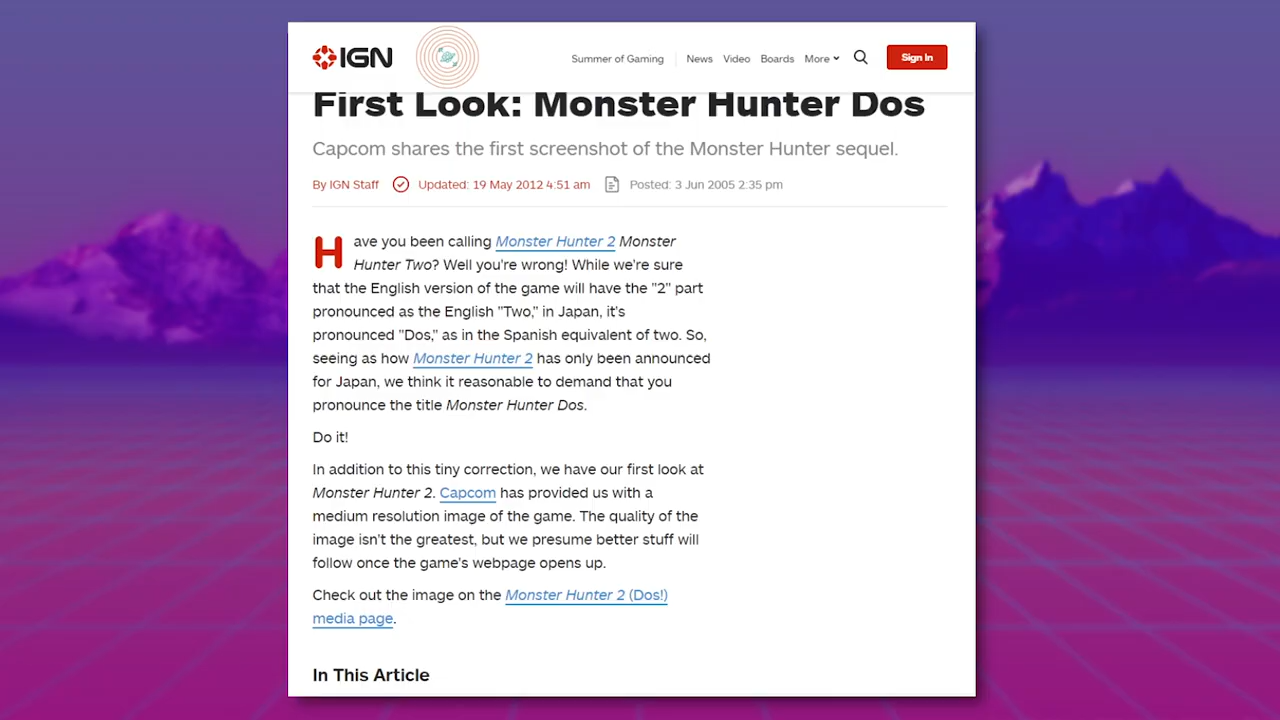 IGN
Summer of Gaming
News
Video
Boards
More
Sign In
First Look: Monster Hunter Dos
Capcom shares the first screenshot of the Monster Hunter sequel.
By IGN Staff
Updated: 19 May 2012 4:51 am
Posted: 3 Jun 2005 2:35 pm
Have you been calling Monster Hunter 2 Monster
Hunter Two? Well you're wrong! While we're sure
that the English version of the game will have the "2" part
pronounced as the English "Two," in Japan, it's
pronounced "Dos," as in the Spanish equivalent of two. So,
seeing as how Monster Hunter 2 has only been announced
for Japan, we think it reasonable to demand that you
pronounce the title Monster Hunter Dos.
Do it!
In addition to this tiny correction, we have our first look at
Monster Hunter 2. Capcom has provided us with a
medium resolution image of the game. The quality of the
image isn't the greatest, but we presume better stuff will
follow once the game's webpage opens up.
Check out the image on the Monster Hunter 2 (Dos!)
media page.
In This Article